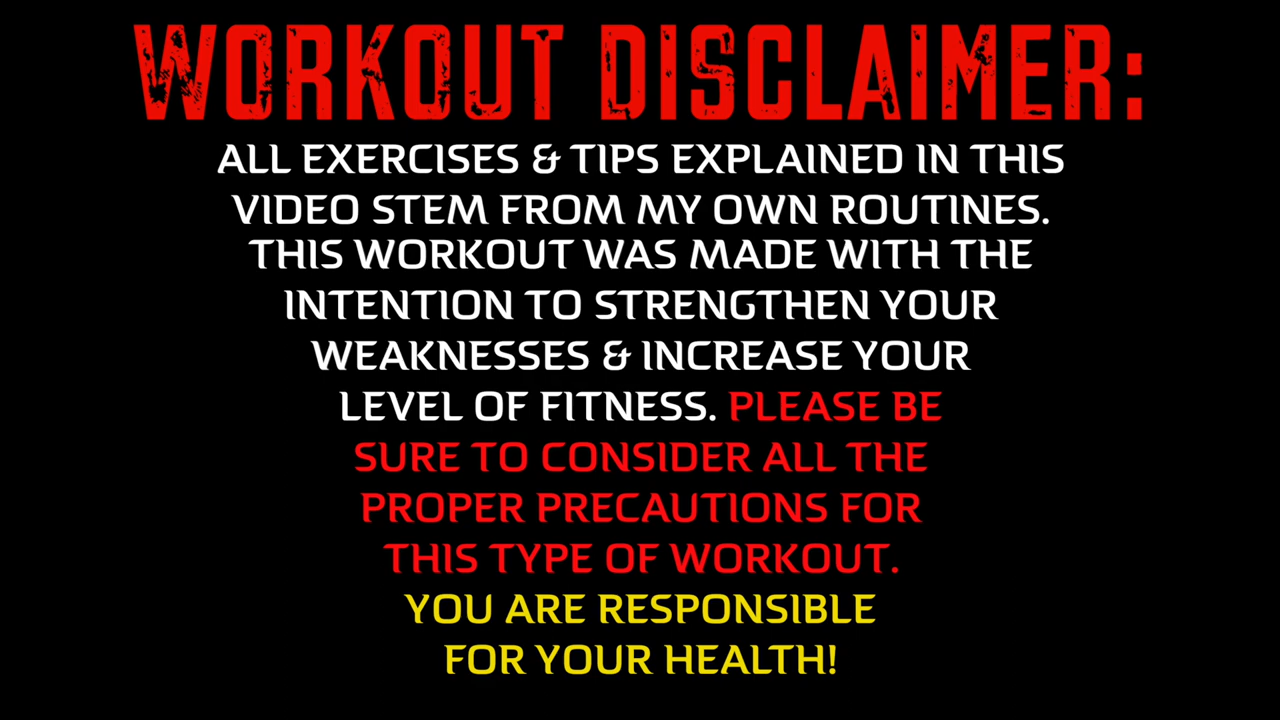 WORKOUT DISCLAIMER:
ALL EXERCISES & TIPS EXPLAINED IN THIS
VIDEO STEM FROM MY OWN ROUTINES.
THIS WORKOUT WAS MADE WITH THE
INTENTION TO STRENGTHEN YOUR
WEAKNESSES & INCREASE YOUR
LEVEL OF FITNESS. PLEASE BE
SURE TO CONSIDER ALL THE
PROPER PRECAUTIONS FOR
THIS TYPE OF WORKOUT.
YOU ARE RESPONSIBLE
FOR YOUR HEALTH!